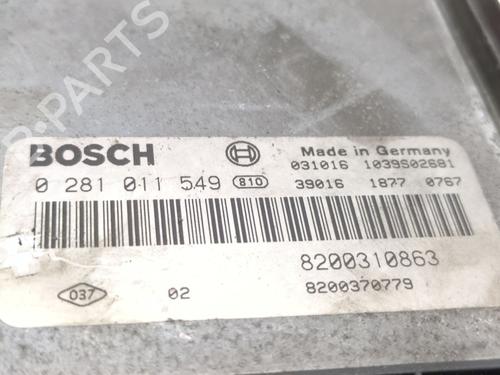 B-PARTS
BOSCH
Made in Germany
031016 1039S02681
0 281 011 549 810 39016 1877 0767
8200310863
037 02 8200370779